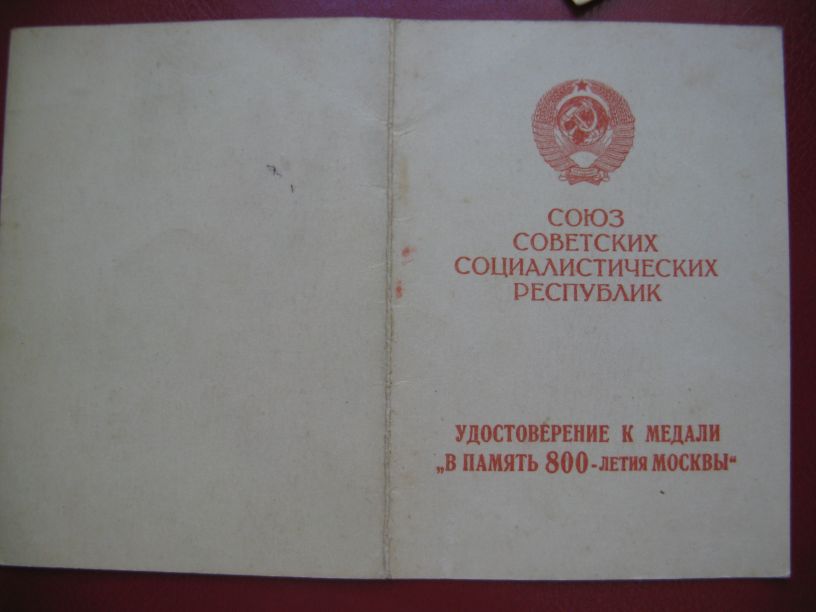 СОЮЗ
СОВЕТСКИХ
СОЦИАЛИСТИЧЕСКИХ
РЕСПУБЛИК
УДОСТОВЕРЕНИЕ К МЕДАЛИ
„В ПАМЯТЬ 800-ЛЕТИЯ МОСКВЫ“